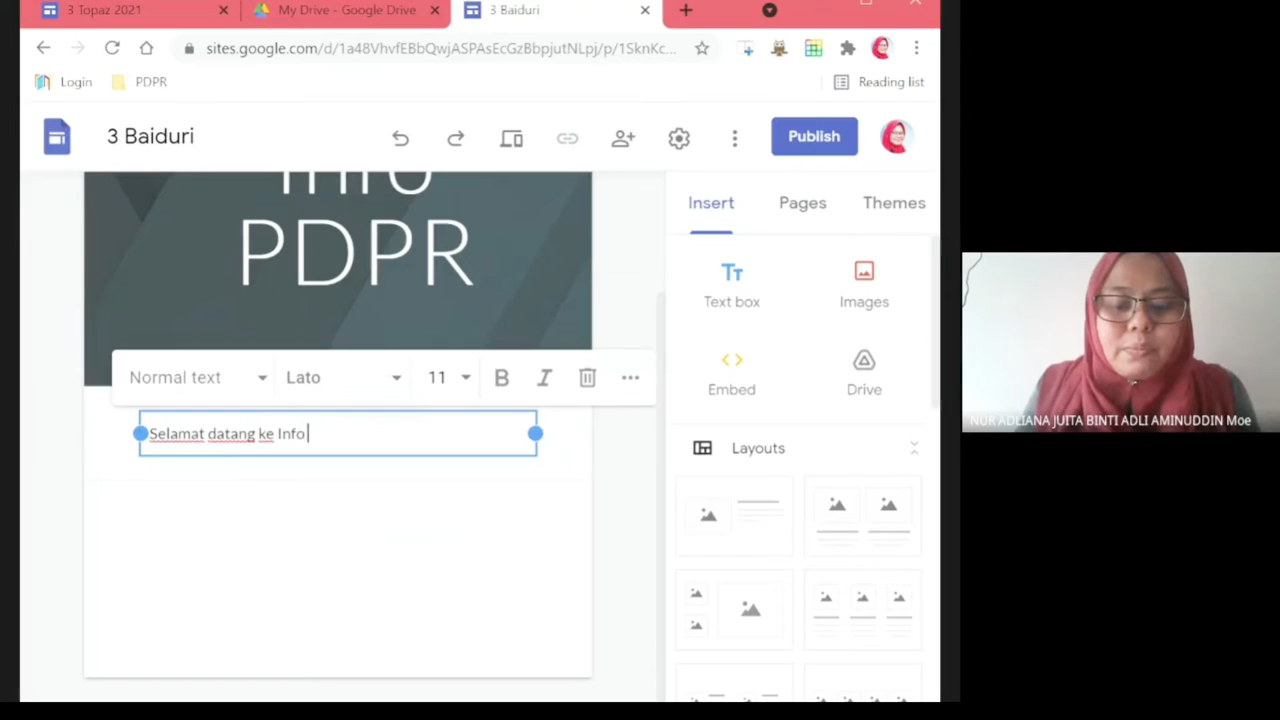 3 Topaz 2021
My Drive - Google Drive
3 Baiduri
sites.google.com/d/1a48VhvfEBbQwjASPAsEcGzBbpjutNLpj/p/1SknKc...
Login
PDPR
Reading list
3 Baiduri
Publish
Info
PDPR
Insert
Pages
Themes
Text box
Images
Embed
Drive
Normal text
Lato
11
B
I
Selamat datang ke Info
Layouts
NUR ADLIANA JUITA BINTI ADLI AMINUDDIN Moe